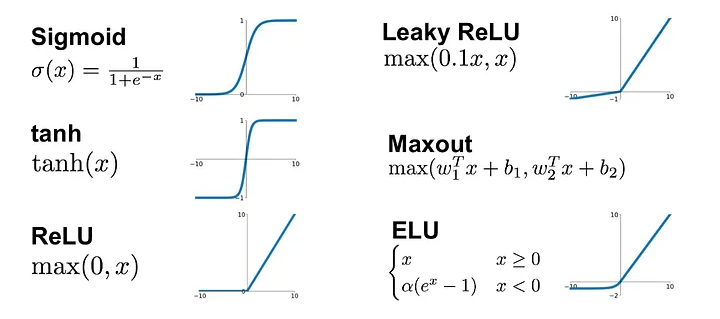 Sigmoid
σ(x) = 1/(1+e^{-x})
1
0
-10
10
tanh
tanh(x)
1
-10
10
-1
ReLU
max(0, x)
10
-10
10
Leaky ReLU
max(0.1x, x)
10
-10
-1
10
Maxout
max(w_1^T x + b_1, w_2^T x + b_2)
ELU
x x ≥ 0
α(e^x − 1) x < 0
10
-10
-2
10